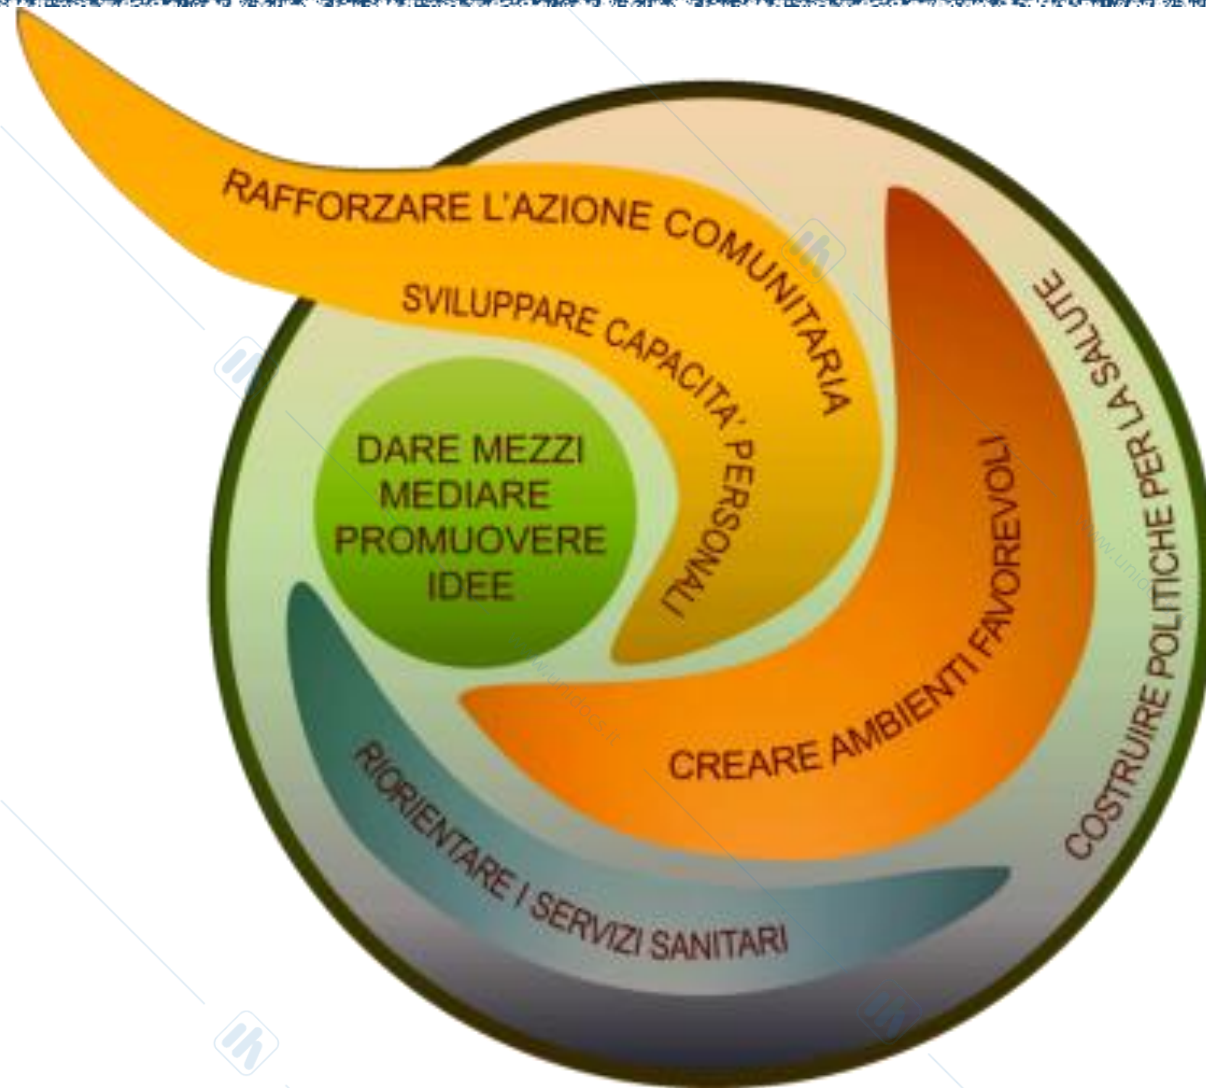 RAFFORZARE L'AZIONE COMUNITARIA
SVILUPPARE CAPACITA' PERSONALI
DARE MEZZI
MEDIARE
PROMUOVERE
IDEE
CREARE AMBIENTI FAVOREVOLI
COSTRUIRE POLITICHE PER LA SALUTE
RIORIENTARE I SERVIZI SANITARI